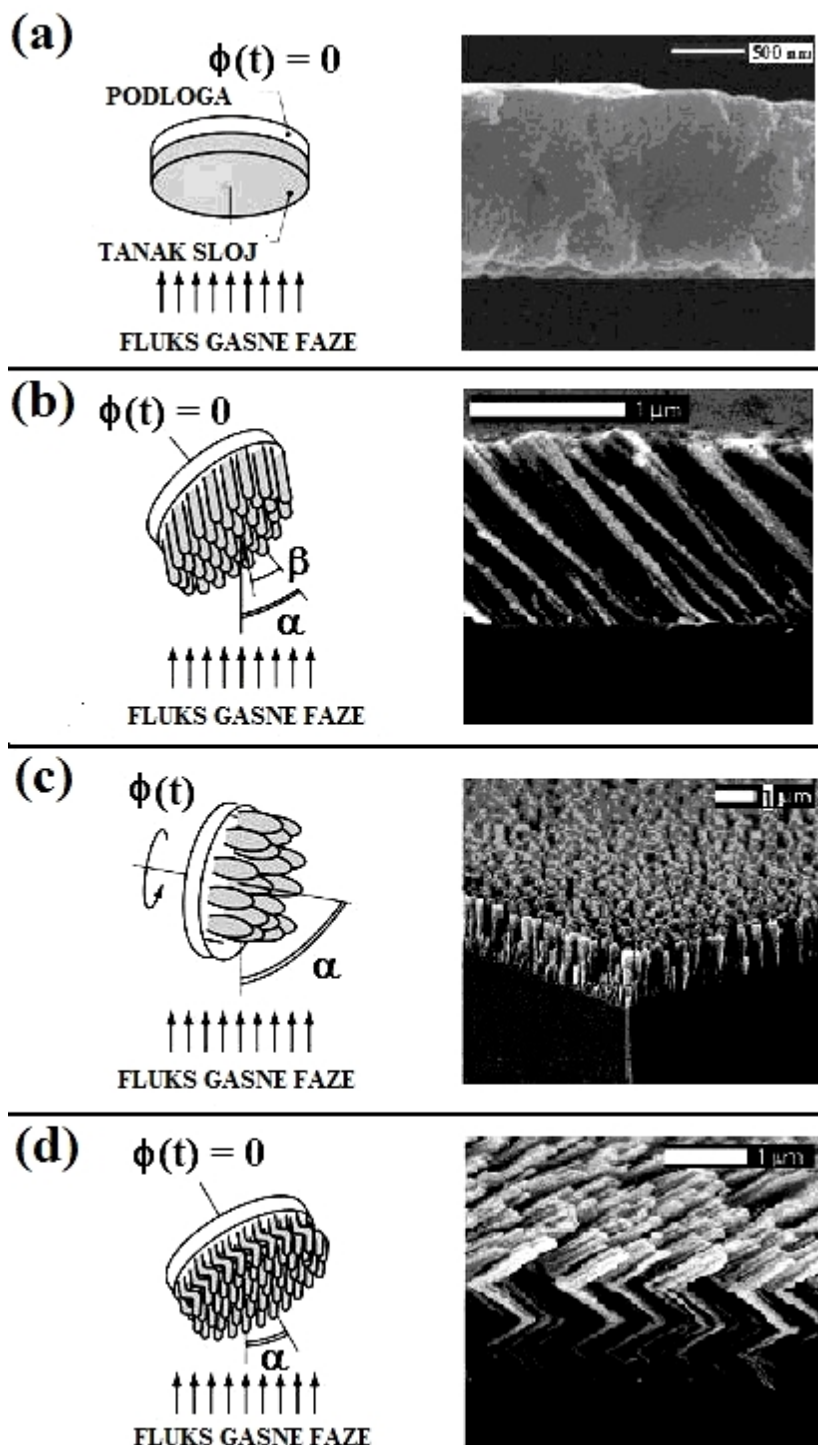 (a)
ϕ(t) = 0
PODLOGA
TANAK SLOJ
FLUKS GASNE FAZE
500 nm
(b)
ϕ(t) = 0
β
α
FLUKS GASNE FAZE
1 μm
(c)
ϕ(t)
α
FLUKS GASNE FAZE
1 μm
(d)
ϕ(t) = 0
α
FLUKS GASNE FAZE
1 μm